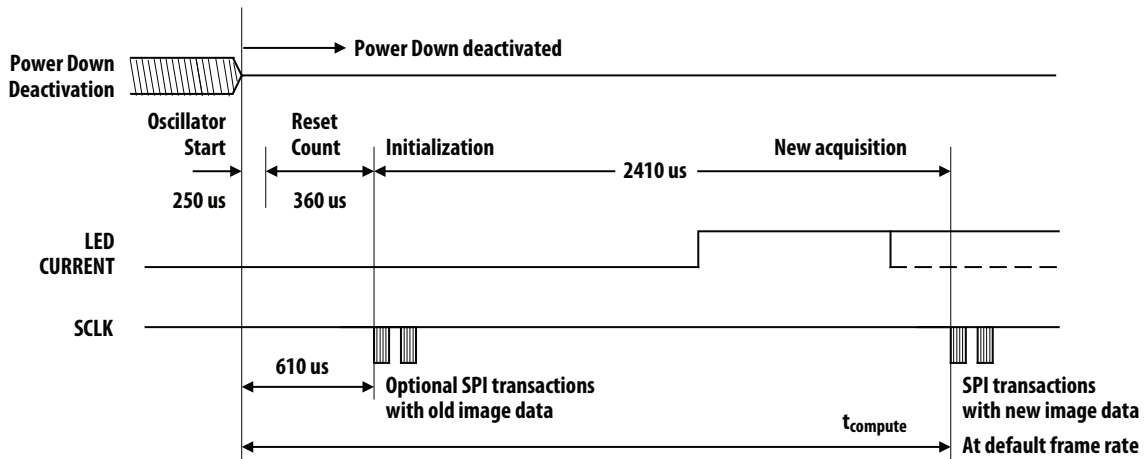 Power Down deactivated
Power Down
Deactivation
Oscillator
Start
Reset
Count
Initialization
New acquisition
2410 us
250 us
360 us
LED
CURRENT
SCLK
610 us
Optional SPI transactions
with old image data
SPI transactions
with new image data
tcompute
At default frame rate